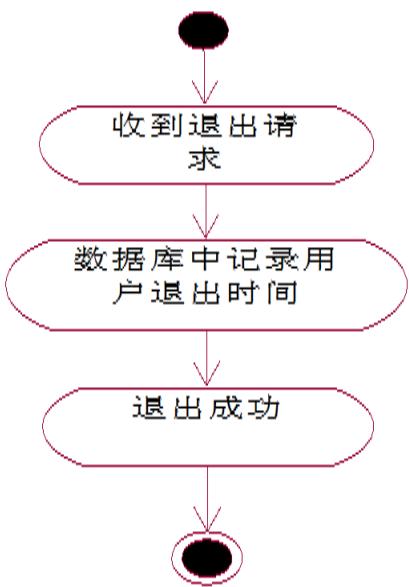 收到退出请
求
数据库中记录用
户退出时间
退出成功